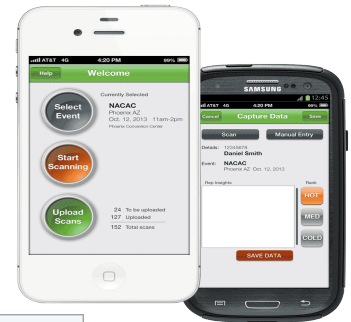 AT&T 4G 4:20 PM 89%
Help Welcome
Currently Selected
Select Event
NACAC
Phoenix AZ
Oct. 12, 2013 11am-2pm
Phoenix Convention Center
Start Scanning
Upload Scans
24 To be uploaded
127 Uploaded
152 Total scans
SAMSUNG
12:45
AT&T 4G 4:20 PM 89%
Cancel Capture Data Save
Scan Manual Entry
Details: 12345678
Daniel Smith
Event: NACAC
Phoenix AZ Oct. 12, 2013
Rep Insights Rank
HOT
MED
COLD
SAVE DATA